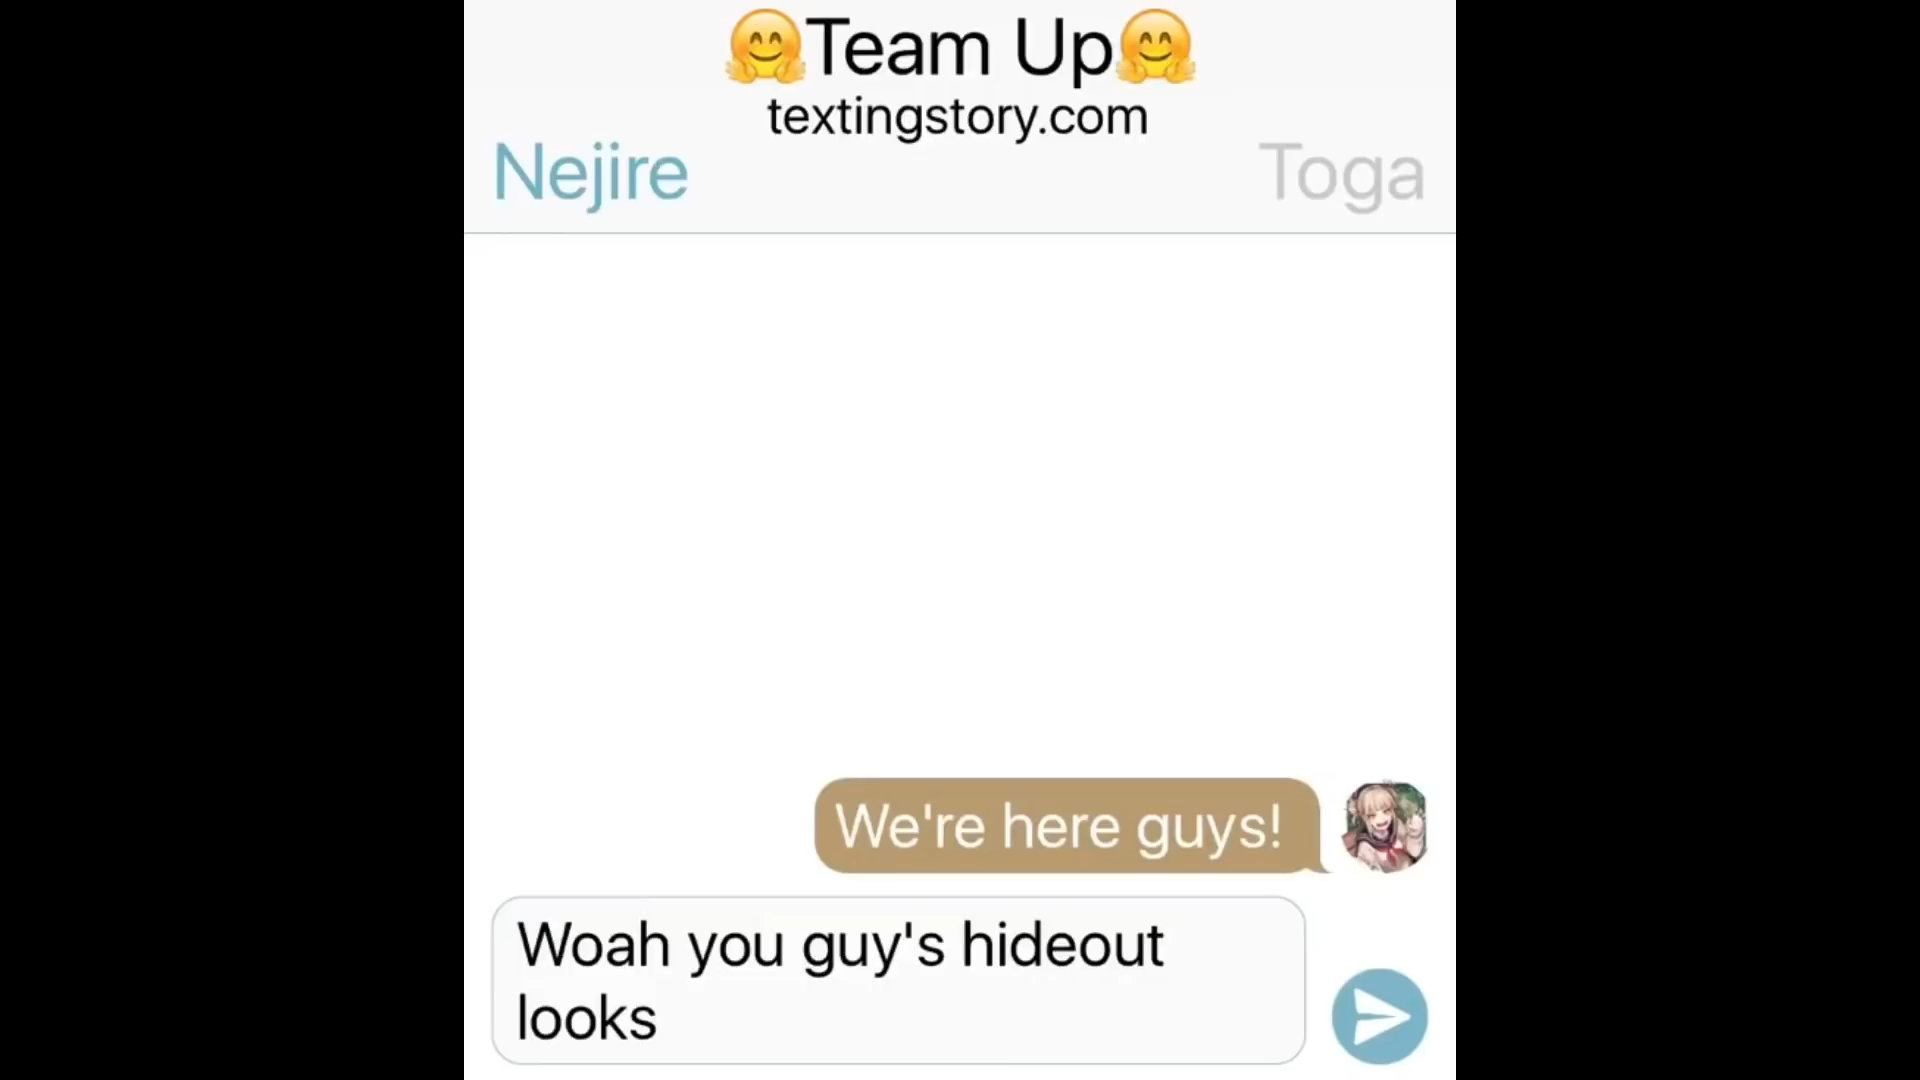 🤗Team Up🤗
textingstory.com
Nejire
Toga
We're here guys!
Woah you guy's hideout
looks